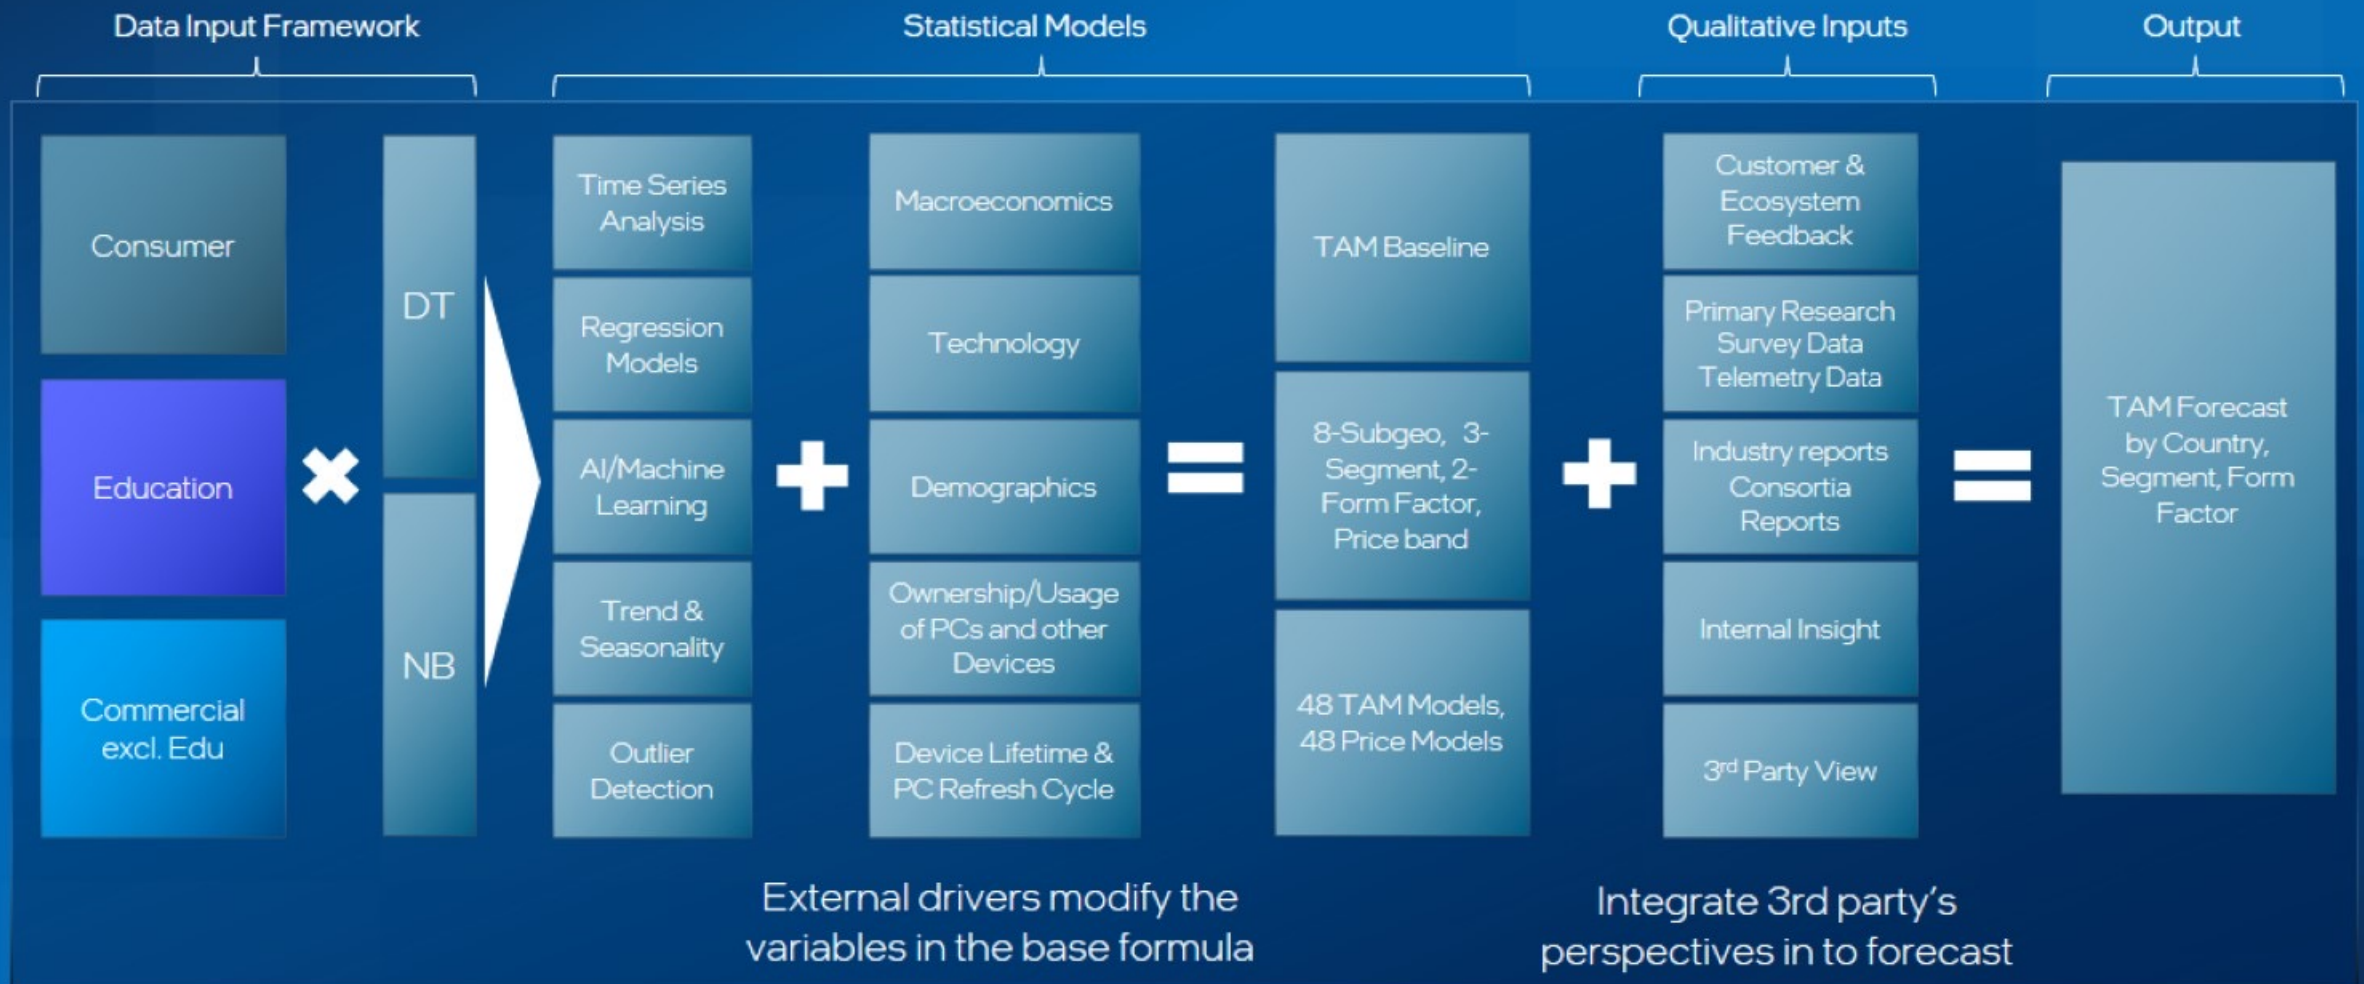 Data Input Framework
Statistical Models
Qualitative Inputs
Output
Consumer
Education
Commercial
excl. Edu
DT
NB
Time Series
Analysis
Regression
Models
AI/Machine
Learning
Trend &
Seasonality
Outlier
Detection
Macroeconomics
Technology
Demographics
Ownership/Usage
of PCs and other
Devices
Device Lifetime &
PC Refresh Cycle
TAM Baseline
8-Subgeo, 3-
Segment, 2-
Form Factor,
Price band
48 TAM Models,
48 Price Models
Customer &
Ecosystem
Feedback
Primary Research
Survey Data
Telemetry Data
Industry reports
Consortia
Reports
Internal Insight
3rd Party View
TAM Forecast
by Country,
Segment, Form
Factor
External drivers modify the
variables in the base formula
Integrate 3rd party's
perspectives in to forecast